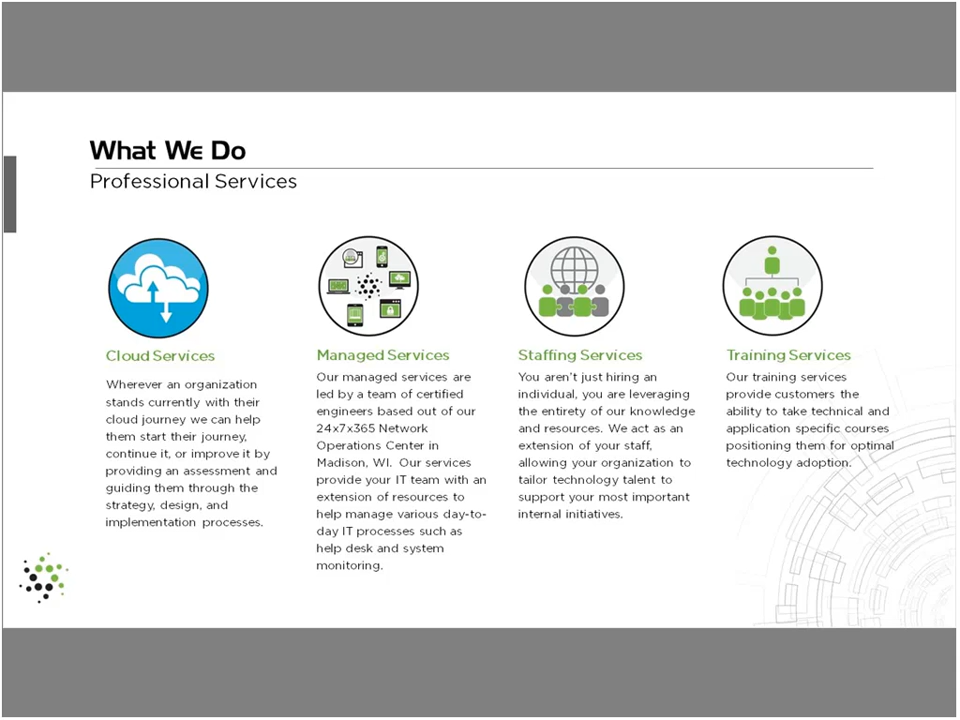 What We Do
Professional Services
Cloud Services
Wherever an organization
stands currently with their
cloud journey we can help
them start their journey,
continue it, or improve it by
providing an assessment and
guiding them through the
strategy, design, and
implementation processes.
Managed Services
Our managed services are
led by a team of certified
engineers based out of our
24x7x365 Network
Operations Center in
Madison, WI. Our services
provide your IT team with an
extension of resources to
help manage various day-to-
day IT processes such as
help desk and system
monitoring.
Staffing Services
You aren't just hiring an
individual, you are leveraging
the entirety of our knowledge
and resources. We act as an
extension of your staff,
allowing your organization to
tailor technology talent to
support your most important
internal initiatives.
Training Services
Our training services
provide customers the
ability to take technical and
application specific courses
positioning them for optimal
technology adoption.